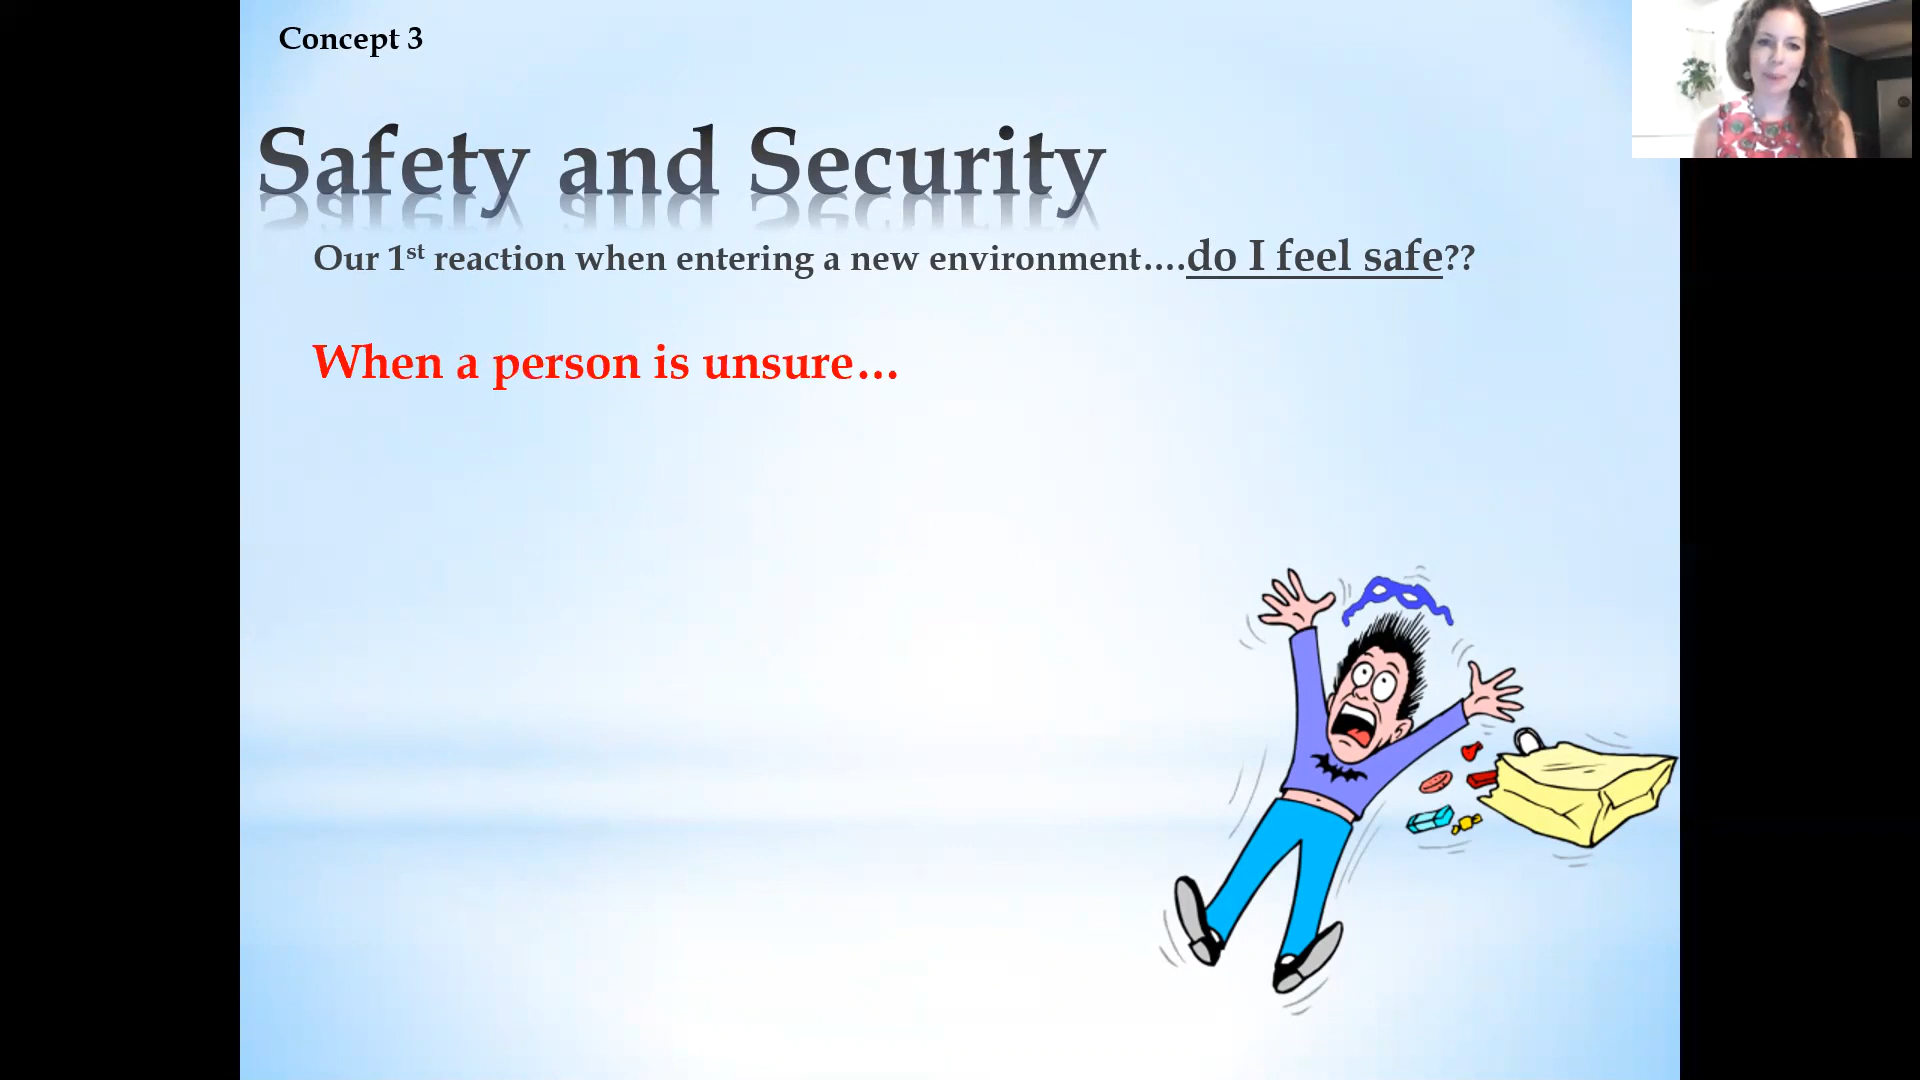 Concept 3
Safety and Security
Our 1st reaction when entering a new environment....do I feel safe??
When a person is unsure…